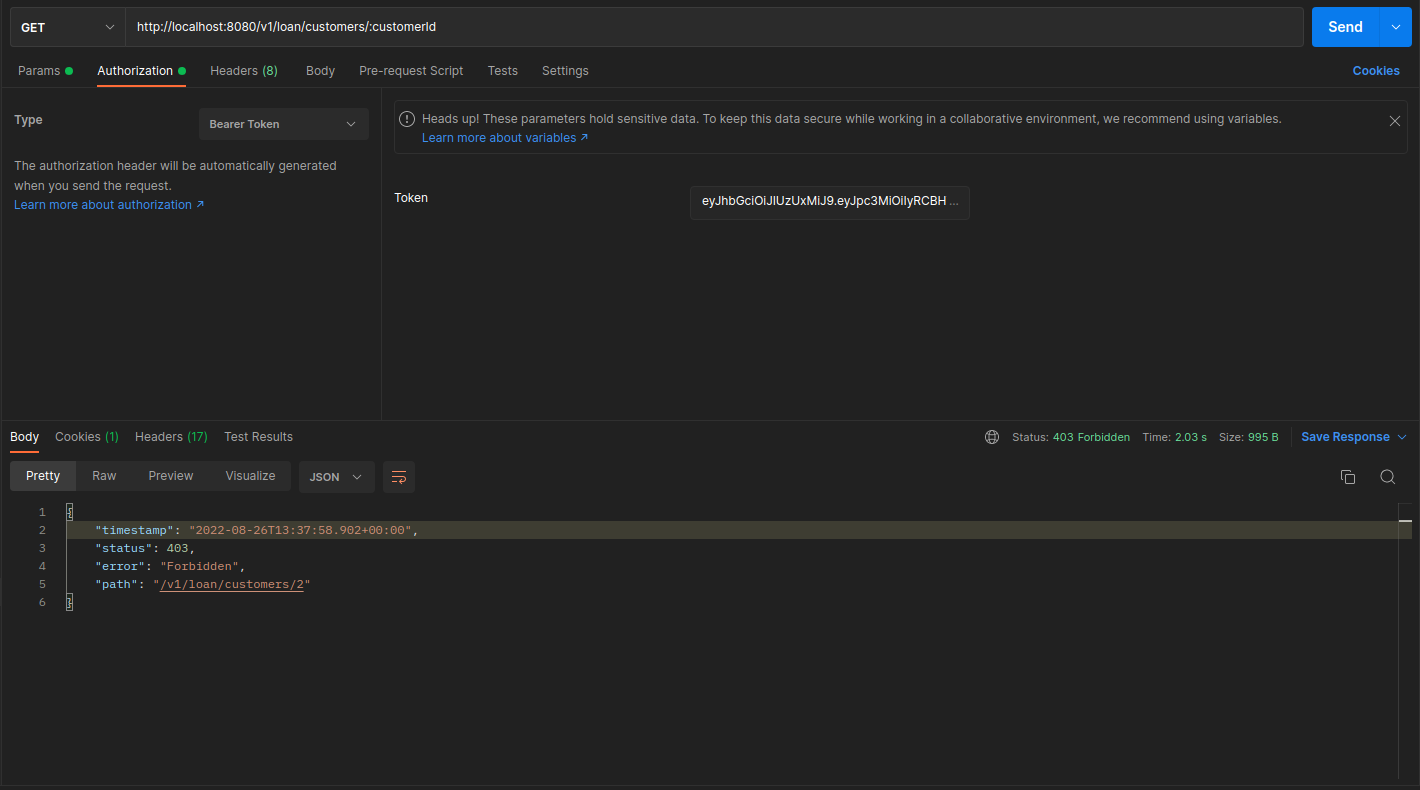 GET http://localhost:8080/v1/loan/customers/:customerId Send
Params Authorization Headers (8) Body Pre-request Script Tests Settings Cookies
Type Bearer Token
The authorization header will be automatically generated
when you send the request.
Learn more about authorization ↗
Heads up! These parameters hold sensitive data. To keep this data secure while working in a collaborative environment, we recommend using variables.
Learn more about variables ↗
Token eyJhbGciOiJIUzUxMiJ9.eyJpc3MiOiIyRCBH ...
Body Cookies (1) Headers (17) Test Results Status: 403 Forbidden Time: 2.03 s Size: 995 B Save Response
Pretty Raw Preview Visualize JSON
1 {
2 "timestamp": "2022-08-26T13:37:58.902+00:00",
3 "status": 403,
4 "error": "Forbidden",
5 "path": "/v1/loan/customers/2"
6 }